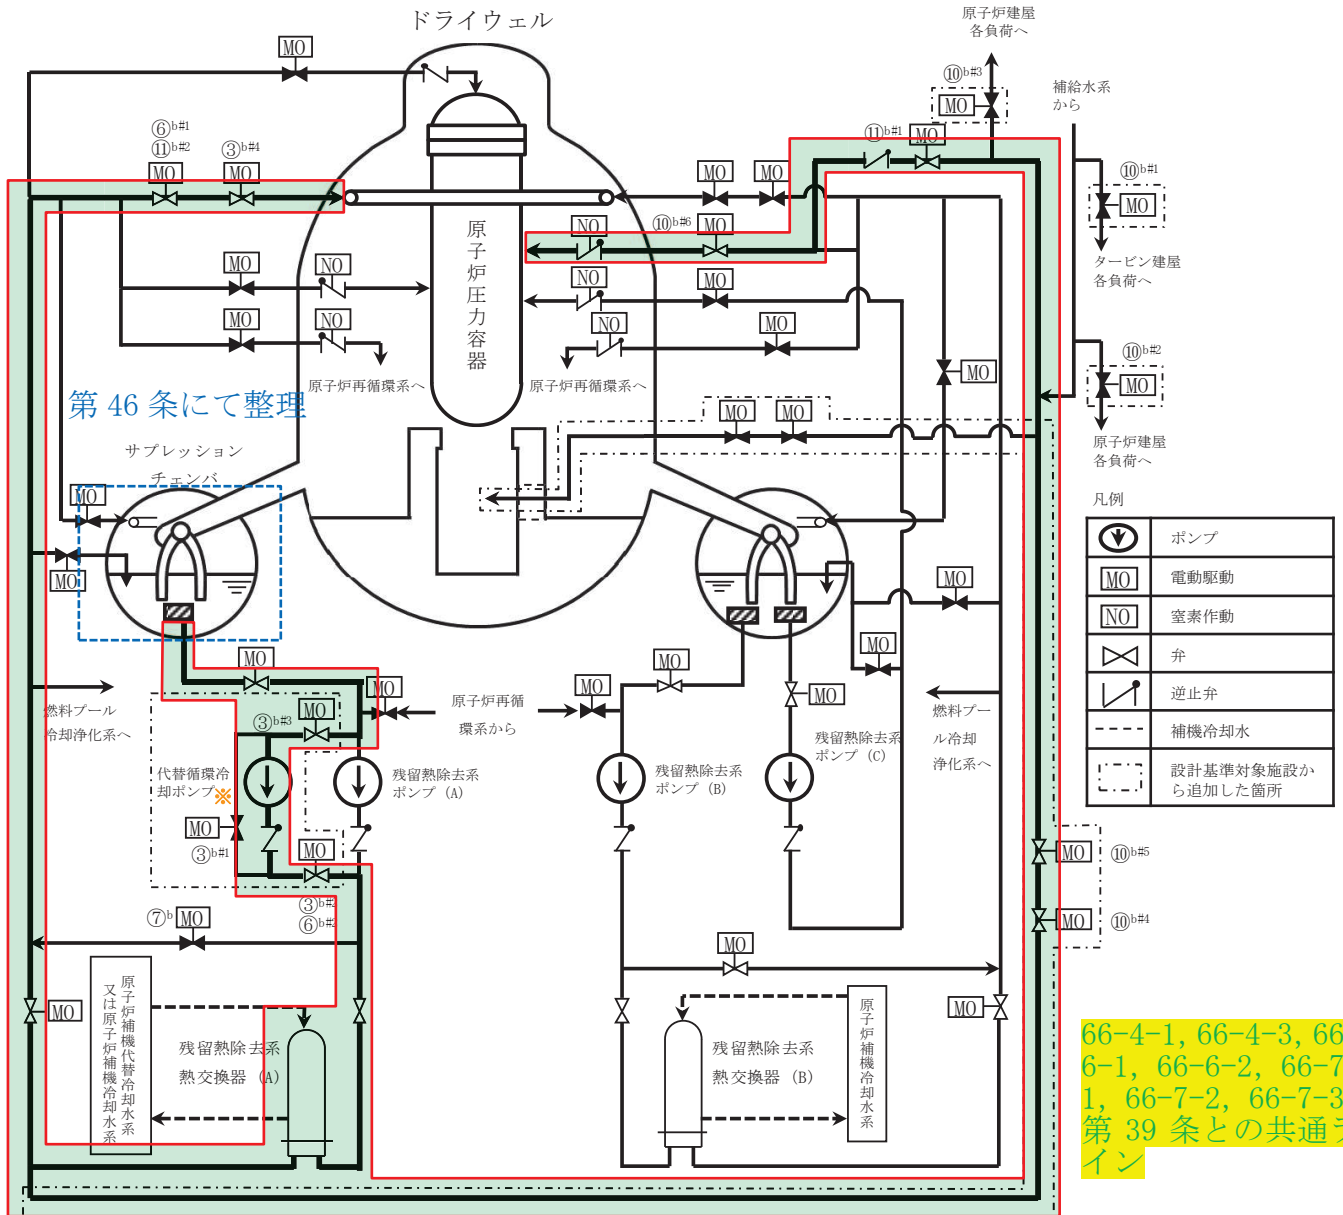 ドライウェル
原子炉建屋
各負荷へ
MO
⑩b#3
MO
補給水系
から
⑥b#1
⑪b#2
③b#4
MO
MO
⑪b#1
MO
MO
MO
⑩b#1
MO
タービン建屋
各負荷へ
原子炉圧力容器
NO
⑩b#6
MO
MO
NO
NO
MO
MO
NO
NO
MO
原子炉再循環系へ
原子炉再循環系へ
MO
⑩b#2
MO
原子炉建屋
各負荷へ
第 46 条にて整理
MO
MO
サプレッション
チェンバ
MO
MO
凡例
ポンプ
MO
電動駆動
NO
窒素作動
弁
逆止弁
補機冷却水
設計基準対象施設か
ら追加した箇所
MO
MO
MO
MO
MO
MO
燃料プール
冷却浄化系へ
③b#3
MO
原子炉再循
環系から
MO
MO
燃料プー
ル冷却
浄化系へ
代替循環冷
却ポンプ※
残留熱除去系
ポンプ (A)
残留熱除去系
ポンプ (B)
残留熱除去系
ポンプ (C)
MO
③b#1
MO
③b#2
⑥b#2
MO
⑩b#5
MO
⑩b#4
⑦b
MO
MO
MO
MO
原子炉補機代替冷却水系
又は原子炉補機冷却水系
残留熱除去系
熱交換器 (A)
残留熱除去系
熱交換器 (B)
原子炉補機冷却水系
66-4-1, 66-4-3, 66
6-1, 66-6-2, 66-7
1, 66-7-2, 66-7-3
第 39 条との共通ラ
イン